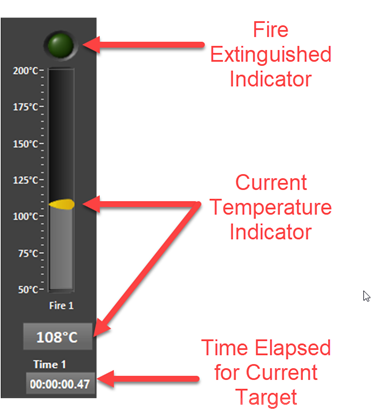 Fire
Extinguished
Indicator
200°C
175°C
150°C
125°C
100°C
75°C
50°C
Current
Temperature
Indicator
Fire 1
108°C
Time 1
00:00:00.47
Time Elapsed
for Current
Target